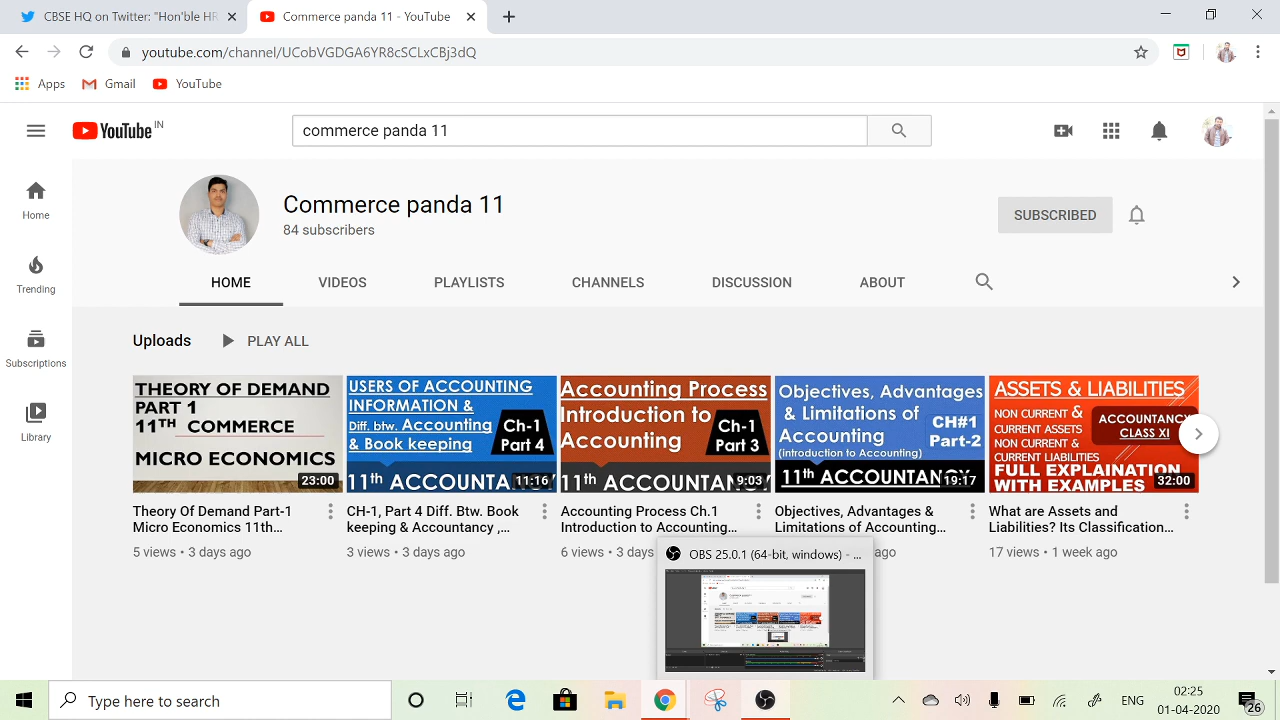 CBSE HQ on Twitter: "Hon'ble HR
Commerce panda 11 - YouTube
youtube.com/channel/UCobVGDGA6YR8cSCLxCBj3dQ
Apps
Gmail
YouTube
YouTube IN
commerce panda 11
Home
Trending
Subscriptions
Library
Commerce panda 11
84 subscribers
SUBSCRIBED
HOME
VIDEOS
PLAYLISTS
CHANNELS
DISCUSSION
ABOUT
Uploads
PLAY ALL
THEORY OF DEMAND
PART 1
11TH COMMERCE
MICRO ECONOMICS
23:00
Theory Of Demand Part-1
Micro Economics 11th...
5 views • 3 days ago
USERS OF ACCOUNTING
INFORMATION &
Diff. btw. Accounting
& Book keeping
Ch-1
Part 4
11th ACCOUNTANCY
11:16
CH-1, Part 4 Diff. Btw. Book
keeping & Accountancy ,...
3 views • 3 days ago
Accounting Process
Introduction to
Accounting
Ch-1
Part 3
11th ACCOUNTANCY
9:03
Accounting Process Ch.1
Introduction to Accounting...
6 views • 3 days
Objectives, Advantages
& Limitations of
Accounting
(introduction to Accounting)
CH#1
Part-2
11th ACCOUNTANCY
19:17
Objectives, Advantages &
Limitations of Accounting...
ago
ASSETS & LIABILITIES
NON CURRENT &
CURRENT ASSETS
NON CURRENT &
CURRENT LIABILITIES
ACCOUNTANCY
CLASS XI
FULL EXPLAINATION
WITH EXAMPLES
32:00
What are Assets and
Liabilities? Its Classification...
17 views • 1 week ago
OBS 25.0.1 (64-bit, windows) - ...
Type here to search
ENG
02:25
01-04-2020
26